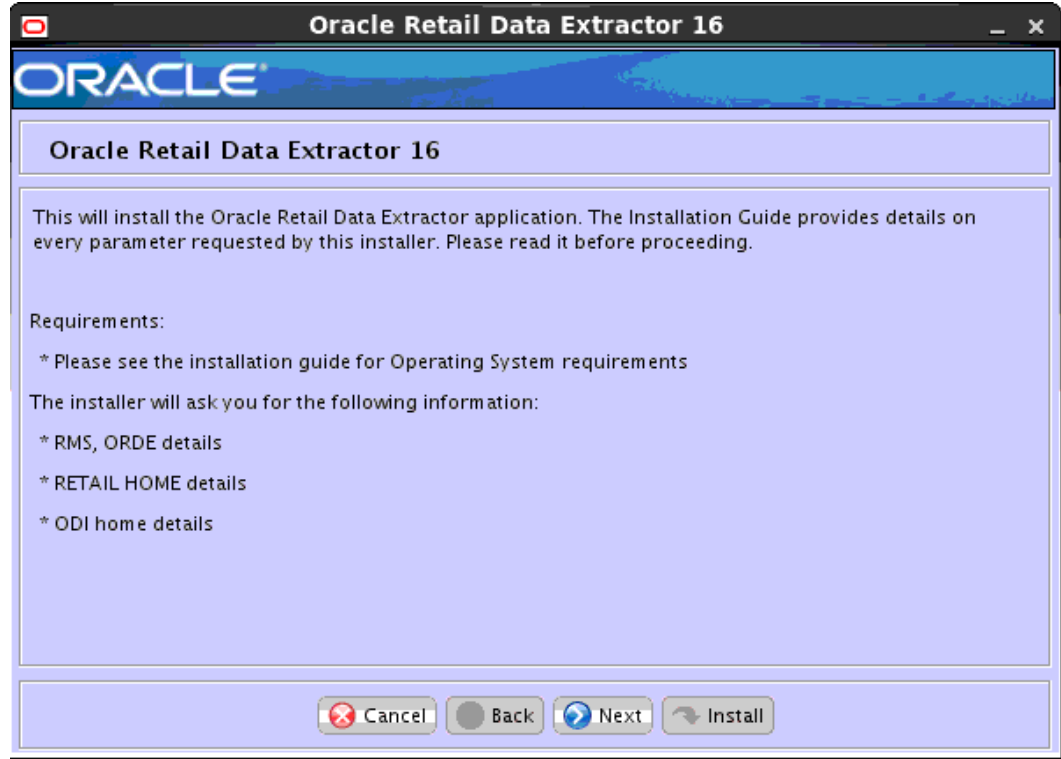 Oracle Retail Data Extractor 16
ORACLE
Oracle Retail Data Extractor 16
This will install the Oracle Retail Data Extractor application. The Installation Guide provides details on
every parameter requested by this installer. Please read it before proceeding.
Requirements:
* Please see the installation guide for Operating System requirements
The installer will ask you for the following information:
* RMS, ORDE details
* RETAIL HOME details
* ODI home details
Cancel Back Next Install